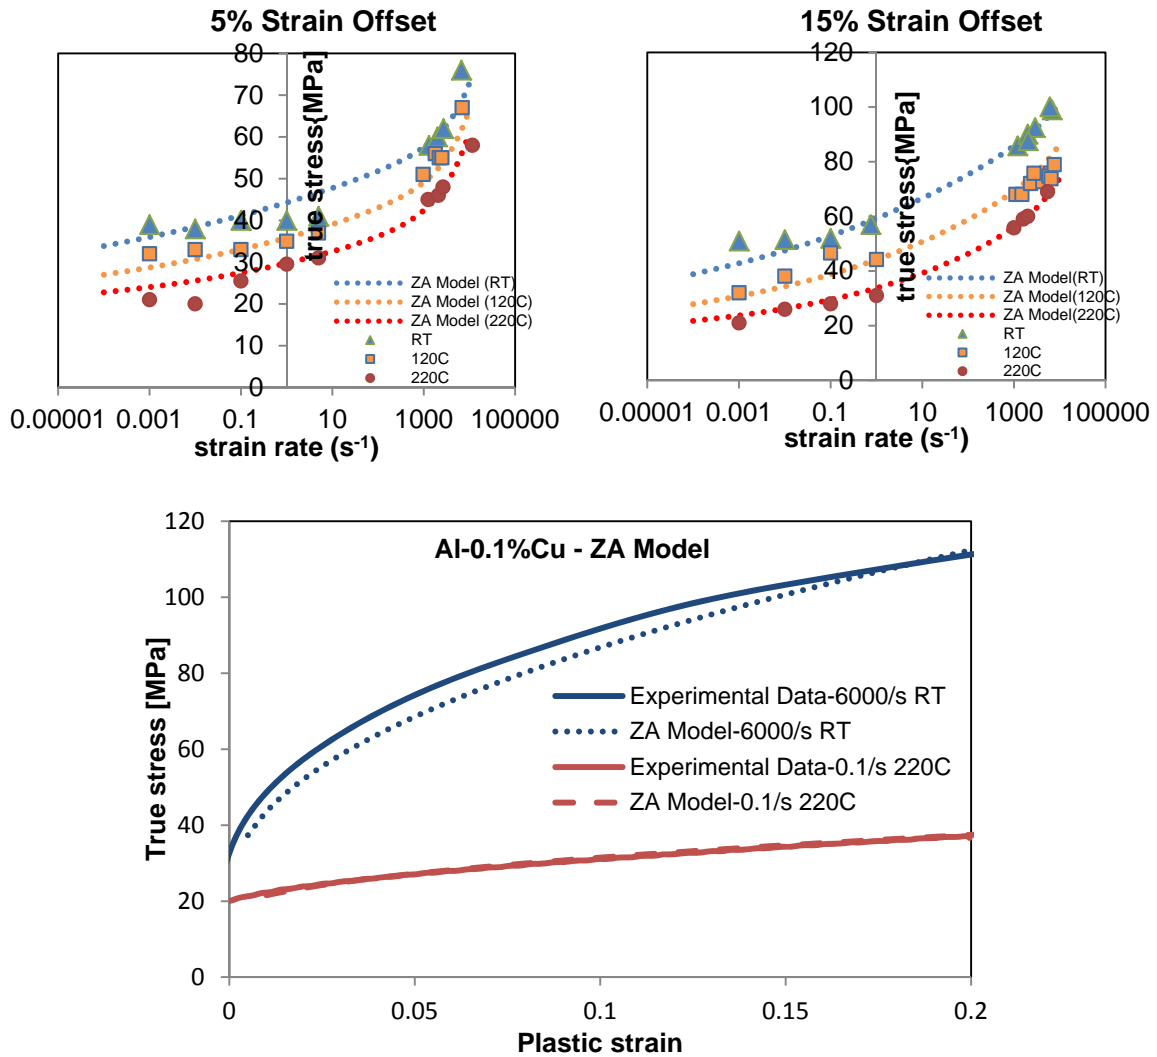 5% Strain Offset
80
70
60
50
40
30
20
10
0
true stress{MPa}
ZA Model (RT)
ZA Model (120C)
ZA Model (220C)
RT
120C
220C
0.00001 0.001 0.1 10 1000 100000
strain rate (s-1)
15% Strain Offset
120
100
80
60
40
20
0
true stress{MPa]
ZA Model(RT)
ZA Model(120C)
ZA Model(220C)
RT
120C
220C
0.00001 0.001 0.1 10 1000 100000
strain rate (s-1)
Al-0.1%Cu - ZA Model
120
100
80
60
40
20
0
True stress [MPa]
Experimental Data-6000/s RT
ZA Model-6000/s RT
Experimental Data-0.1/s 220C
ZA Model-0.1/s 220C
0 0.05 0.1 0.15 0.2
Plastic strain